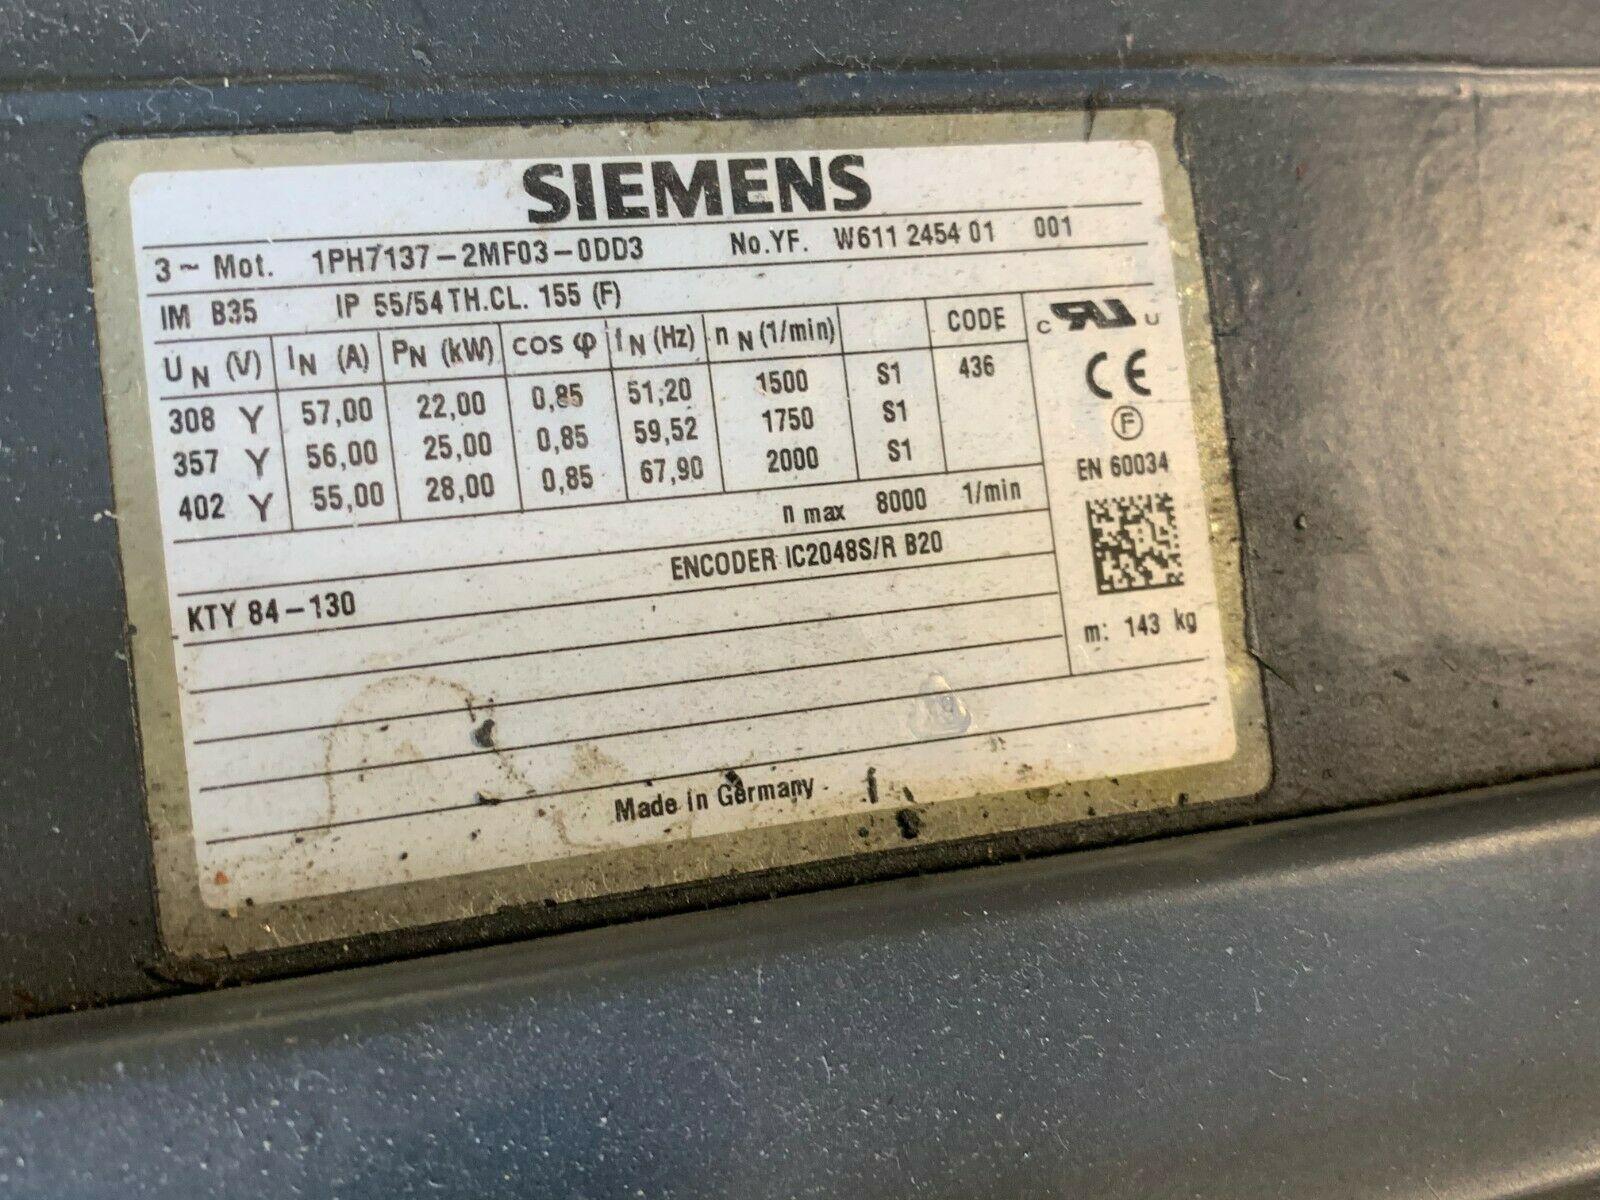 SIEMENS
3~ Mot. 1PH7137-2MF03-0DD3 No.YF. W611 2454 01 001
IM B35 IP 55/54 TH.CL. 155 (F)
UN (V) IN (A) PN (kW) cos φ fN (Hz) nN (1/min) CODE
308 Y 57,00 22,00 0,85 51,20 1500 S1 436
357 Y 56,00 25,00 0,85 59,52 1750 S1
402 Y 55,00 28,00 0,85 67,90 2000 S1
n max 8000 1/min
ENCODER IC2048S/R B20
KTY 84-130
c RU us
CE
F
EN 60034
m: 143 kg
Made in Germany